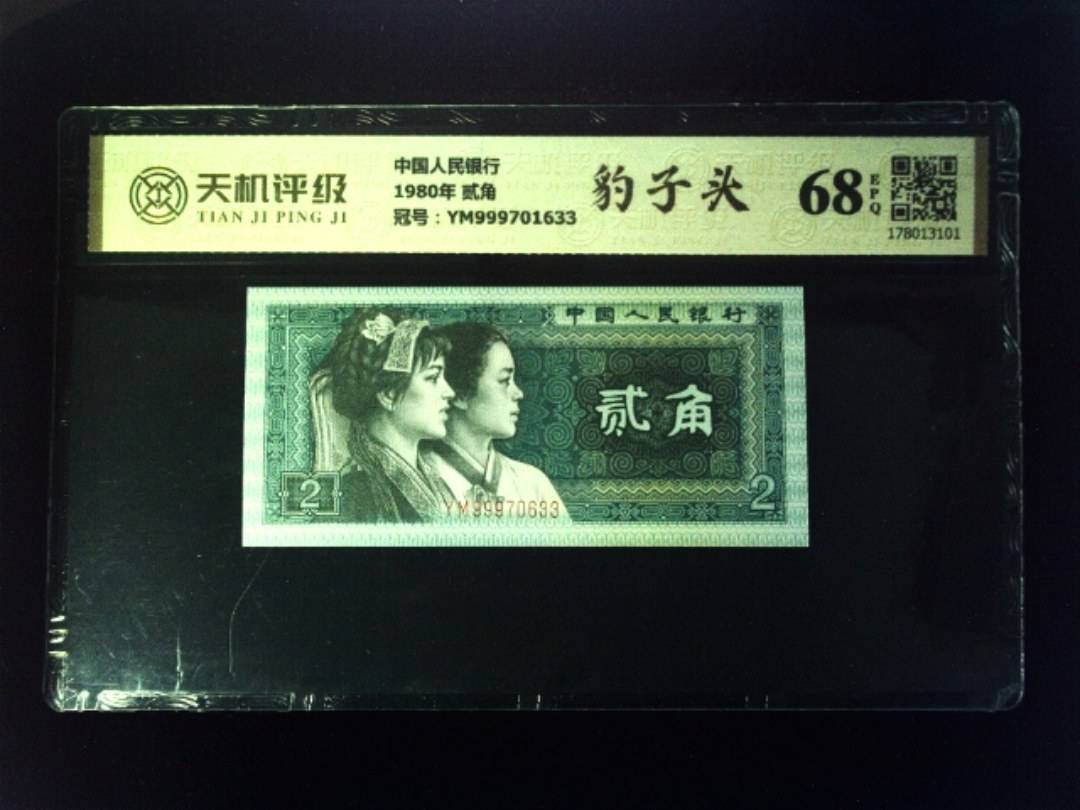 天机评级
TIAN JI PING JI
中国人民银行
1980年 贰角
冠号：YM999701633
豹子头
68
EPQ
178013101
中国人民银行
贰角
2
2
YM99970633